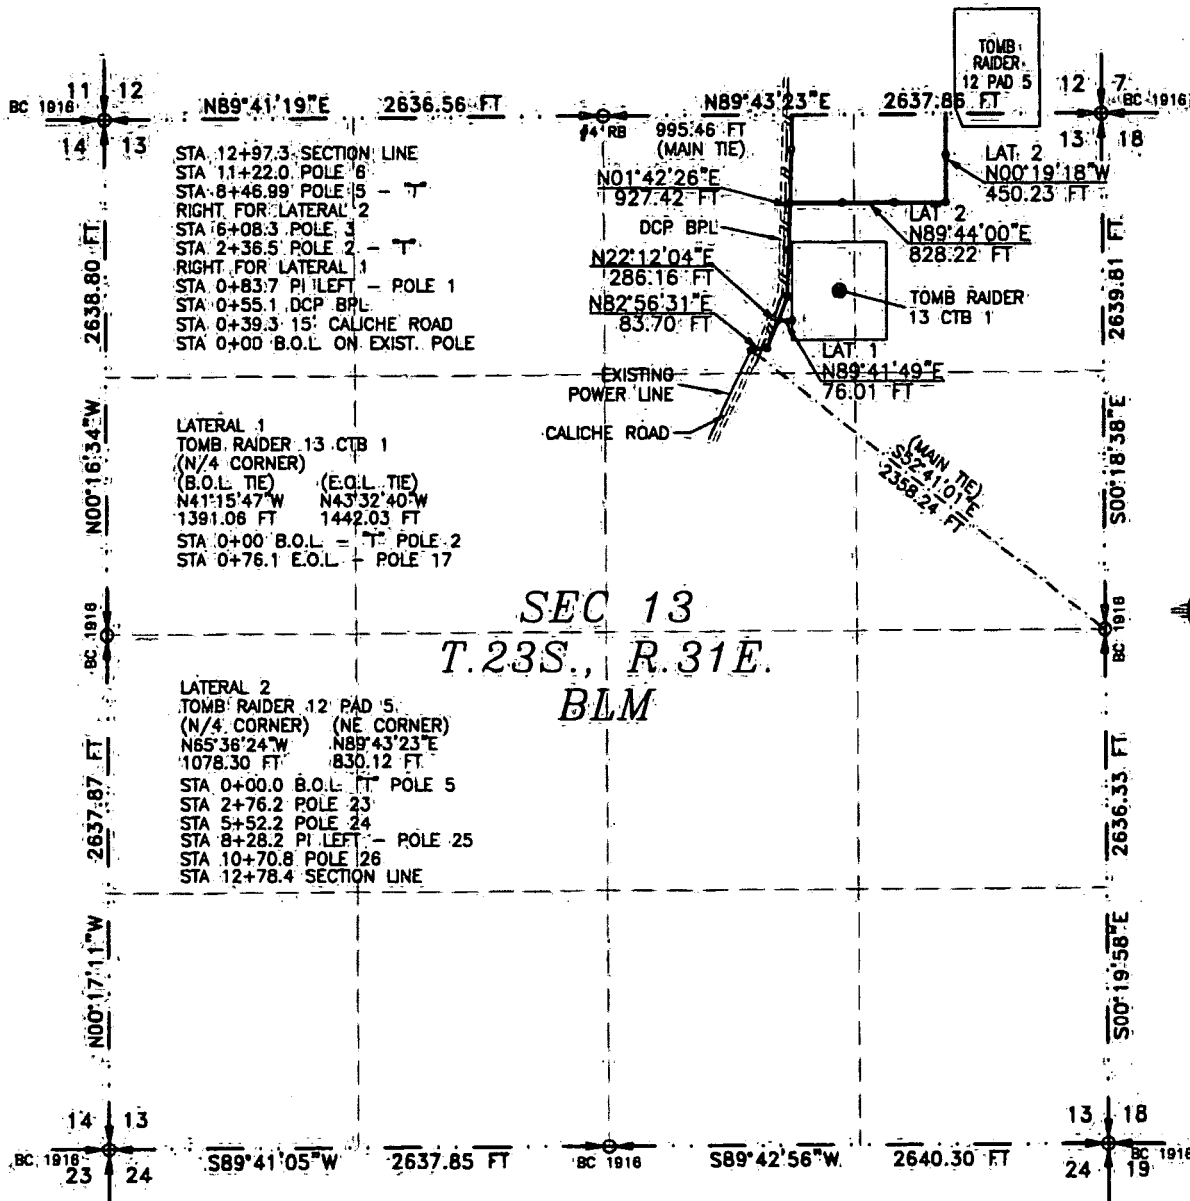 TOMB
RAIDER
12 PAD 5
11 12
BC 1916
14 13
N89°41'19"E 2636.56 FT
#4 RB
N89°43'23"E 2637.86 FT
12 7
BC 1916
13 18
995.46 FT
(MAIN TIE)
STA 12+97.3 SECTION LINE
STA 11+22.0 POLE 6
STA 8+46.99 POLE 5 - "T"
RIGHT FOR LATERAL 2
STA 6+08.3 POLE 3
STA 2+36.5 POLE 2 - "T"
RIGHT FOR LATERAL 1
STA 0+83.7 PI LEFT - POLE 1
STA 0+55.1 DCP BPL
STA 0+39.3 15' CALICHE ROAD
STA 0+00 B.O.L. ON EXIST. POLE
N01°42'26"E
927.42 FT
DCP BPL
N22°12'04"E
286.16 FT
N82°56'31"E
83.70 FT
LAT. 2
N00°19'18"W
450.23 FT
LAT 2
N89°44'00"E
828.22 FT
TOMB RAIDER
13 CTB 1
LAT. 1
N89°41'49"E
76.01 FT
EXISTING
POWER LINE
CALICHE ROAD
2638.80 FT
N00°16'34"W
2639.81 FT
S00°18'38"E
(MAIN TIE)
S52°41'01"E
2358.24 FT
LATERAL 1
TOMB RAIDER 13 CTB 1
(N/4 CORNER)
(B.O.L. TIE) (E.O.L. TIE)
N41°15'47"W N43°32'40"W
1391.06 FT 1442.03 FT
STA 0+00 B.O.L. - "T" POLE 2
STA 0+76.1 E.O.L. - POLE 17
BC 1916
BC 1916
SEC 13
T.23S., R.31E.
BLM
LATERAL 2
TOMB RAIDER 12 PAD 5
(N/4 CORNER) (NE CORNER)
N65°36'24"W N89°43'23"E
1078.30 FT 830.12 FT
STA 0+00.0 B.O.L. "T" POLE 5
STA 2+76.2 POLE 23
STA 5+52.2 POLE 24
STA 8+28.2 PI LEFT - POLE 25
STA 10+70.8 POLE 26
STA 12+78.4 SECTION LINE
2637.87 FT
N00°17'11"W
2636.33 FT
S00°19'58"E
14 13
BC 1916
23 24
S89°41'05"W 2637.85 FT
BC 1916
S89°42'56"W 2640.30 FT
13 18
BC 1916
24 19